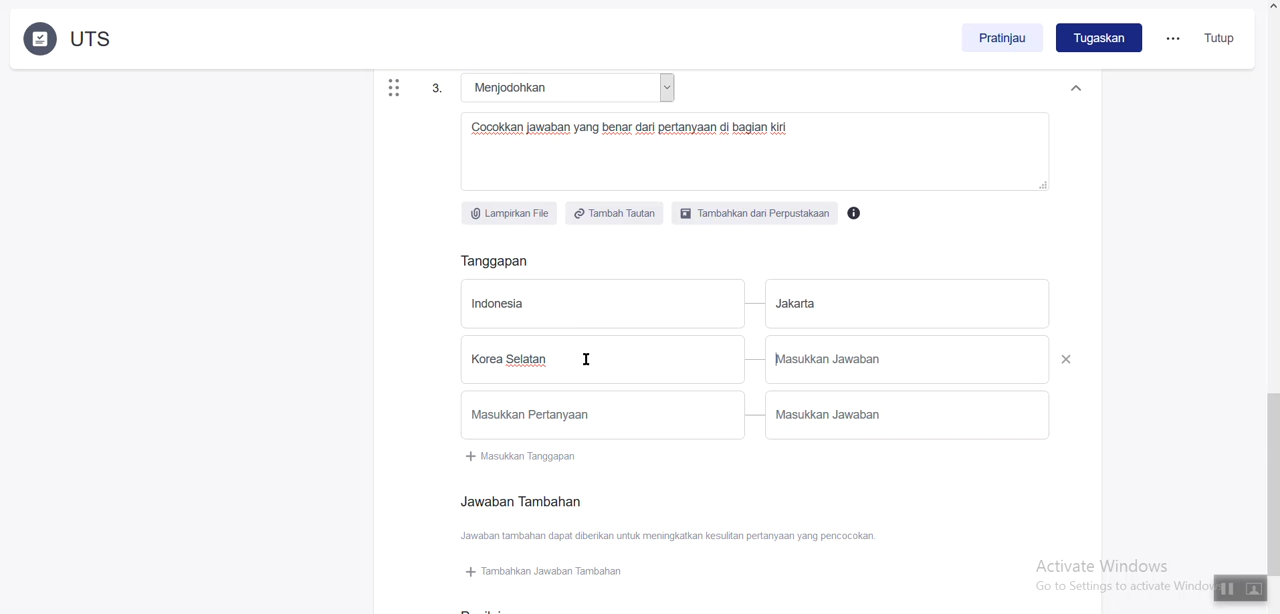 UTS
Pratinjau
Tugaskan
Tutup
3.
Menjodohkan
Cocokkan jawaban yang benar dari pertanyaan di bagian kiri
Lampirkan File
Tambah Tautan
Tambahkan dari Perpustakaan
Tanggapan
Indonesia
Jakarta
Korea Selatan
Masukkan Jawaban
Masukkan Pertanyaan
Masukkan Jawaban
Masukkan Tanggapan
Jawaban Tambahan
Jawaban tambahan dapat diberikan untuk meningkatkan kesulitan pertanyaan yang pencocokan.
Tambahkan Jawaban Tambahan
Activate Windows
Go to Settings to activate Windows